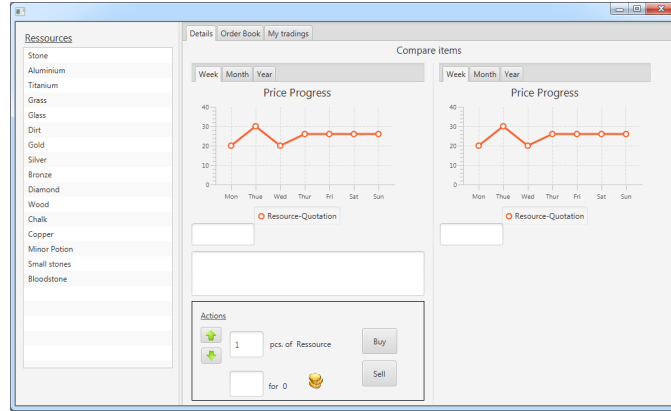 Ressources
Stone
Aluminium
Titanium
Grass
Glass
Dirt
Gold
Silver
Bronze
Diamond
Wood
Chalk
Copper
Minor Potion
Small stones
Bloodstone
Details Order Book My tradings
Compare items
Week Month Year
Price Progress
40
30
20
10
0
Mon Thue Wed Thur Fri Sat Sun
Resource-Quotation
Actions
1 pcs. of Ressource Buy
for 0 Sell
Week Month Year
Price Progress
40
30
20
10
0
Mon Thue Wed Thur Fri Sat Sun
Resource-Quotation